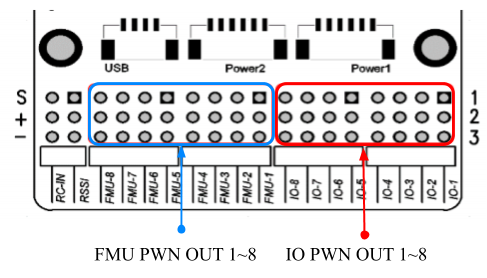 USB Power2 Power1
S 1
+ 2
- 3
RC-IN RSSI FMU-8 FMU-7 FMU-6 FMU-5 FMU-4 FMU-3 FMU-2 FMU-1 IO-8 IO-7 IO-6 IO-5 IO-4 IO-3 IO-2 IO-1
FMU PWN OUT 1~8 IO PWN OUT 1~8